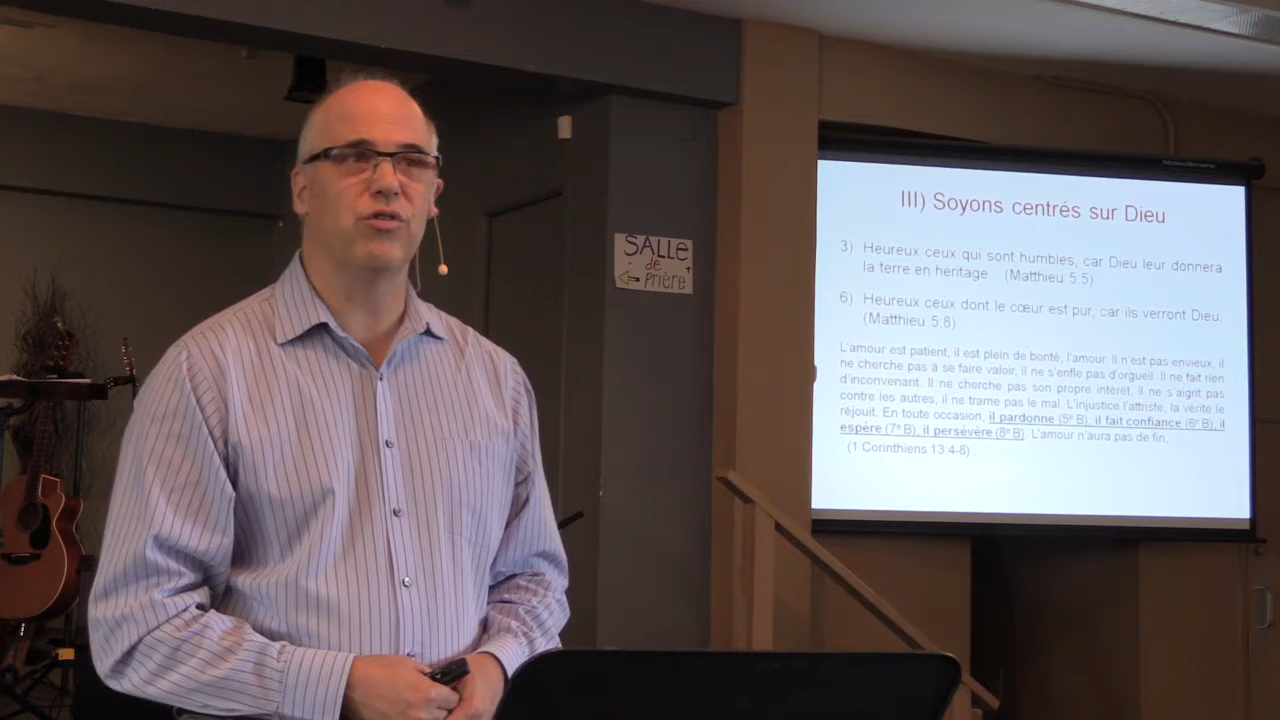 SALLE
de
Prière
III) Soyons centrés sur Dieu
3) Heureux ceux qui sont humbles, car Dieu leur donnera
la terre en heritage. (Matthieu 5:5)
6) Heureux ceux dont le cœur est pur, car ils verront Dieu.
(Matthieu 5:8)
L'amour est patient, il est plein de bonté, l'amour. Il n'est pas envieux, il
ne cherche pas à se faire valoir, il ne s'enfle pas d'orgueil. Il ne fait rien
d'inconvenant. Il ne cherche pas son propre intérêt, il ne s'aigrit pas
contre les autres, il ne trame pas le mal. L'injustice l'attriste, la vérité le
réjouit. En toute occasion, il pardonne (5e B), il fait confiance (6e B), il
espère (7e B), il persévère (8e B). L'amour n'aura pas de fin.
(1 Corinthiens 13:4-8)